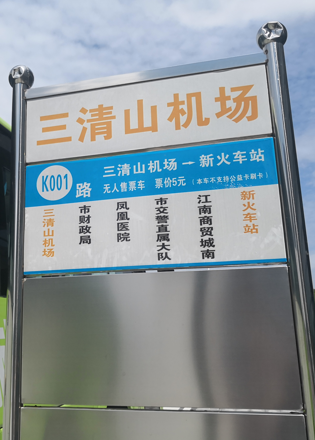 三清山机场
K001路
三清山机场→新火车站
无人售票车 票价5元（本车不支持公益卡刷卡）
三清山机场
市财政局
凤凰医院
市交警直属大队
江南商贸城南
新火车站